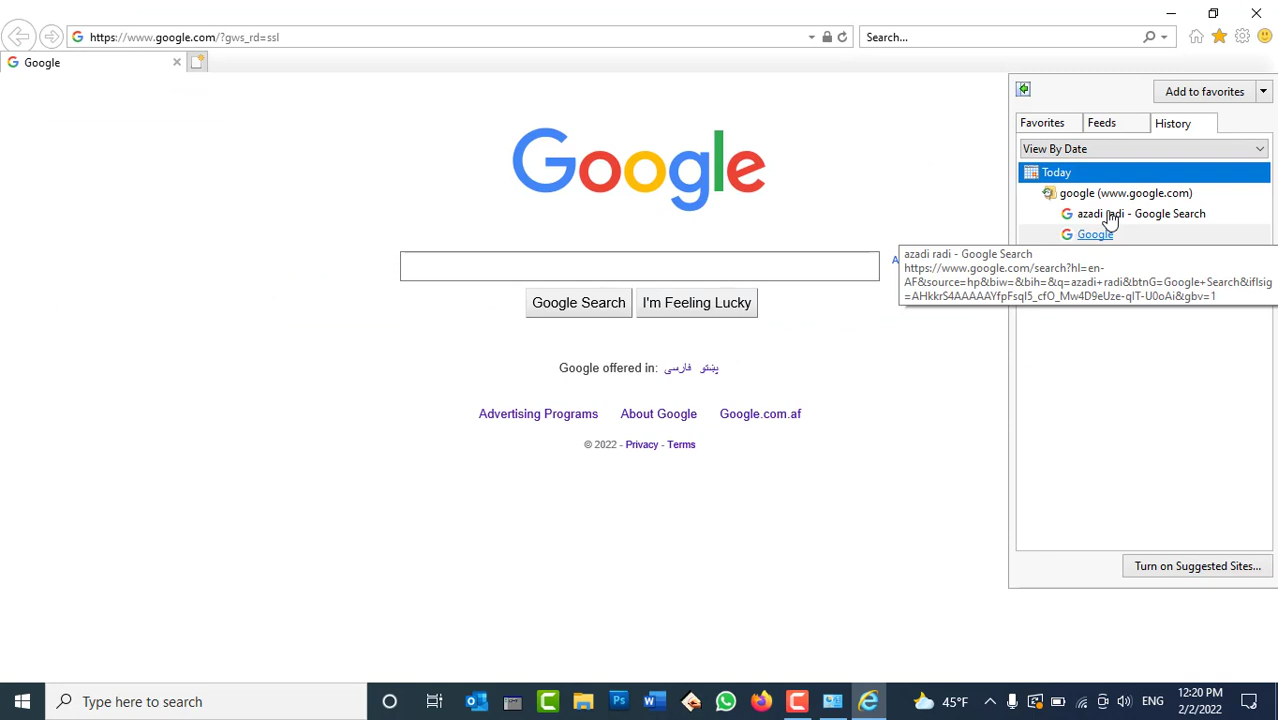 https://www.google.com/?gws_rd=ssl
Search...
Google
Add to favorites
Favorites
Feeds
History
View By Date
Today
google (www.google.com)
azadi radi - Google Search
Google
azadi radi - Google Search
https://www.google.com/search?hl=en-
AF&source=hp&biw=&bih=&q=azadi+radi&btnG=Google+Search&iflsig
=AHkkrS4AAAAAYfpFsqI5_cfO_Mw4D9eUze-qIT-U0oAi&gbv=1
Google
Google Search
I'm Feeling Lucky
Google offered in: فارسی پښتو
Advertising Programs
About Google
Google.com.af
© 2022 - Privacy - Terms
Turn on Suggested Sites...
Type here to search
45°F
ENG
12:20 PM
2/2/2022